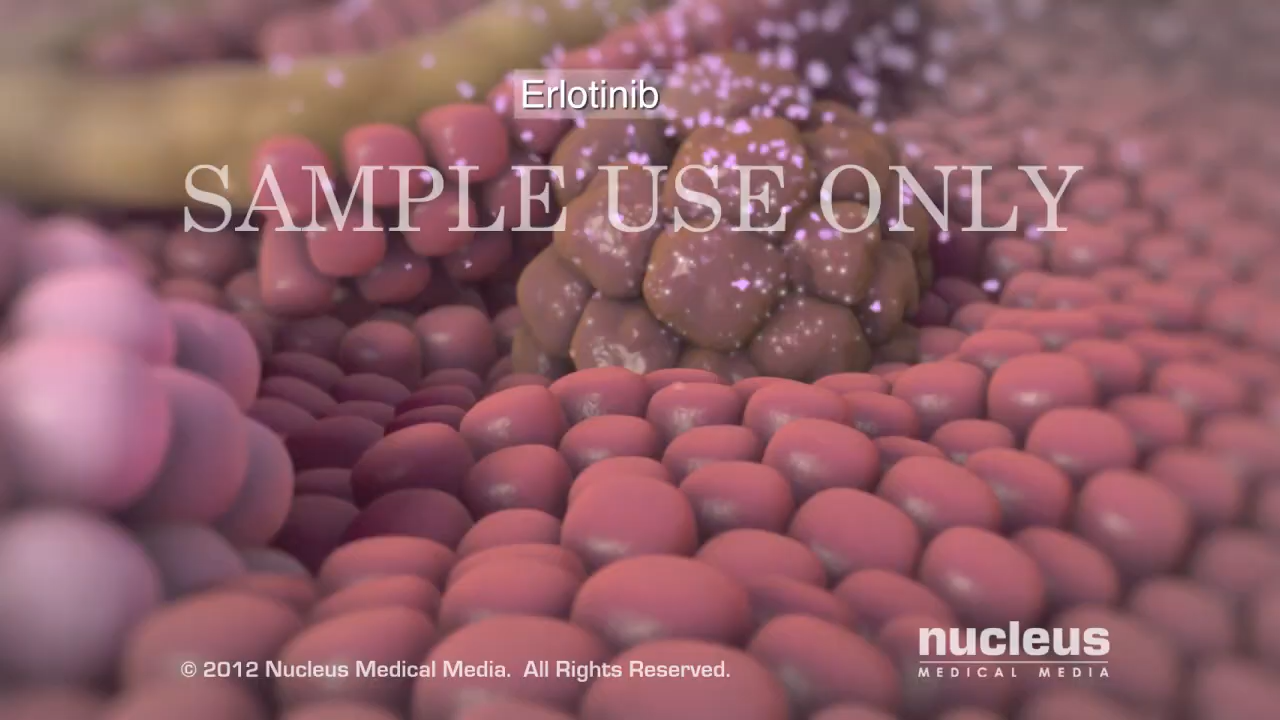 Erlotinib
SAMPLE USE ONLY
© 2012 Nucleus Medical Media.  All Rights Reserved.
nucleus
MEDICAL MEDIA